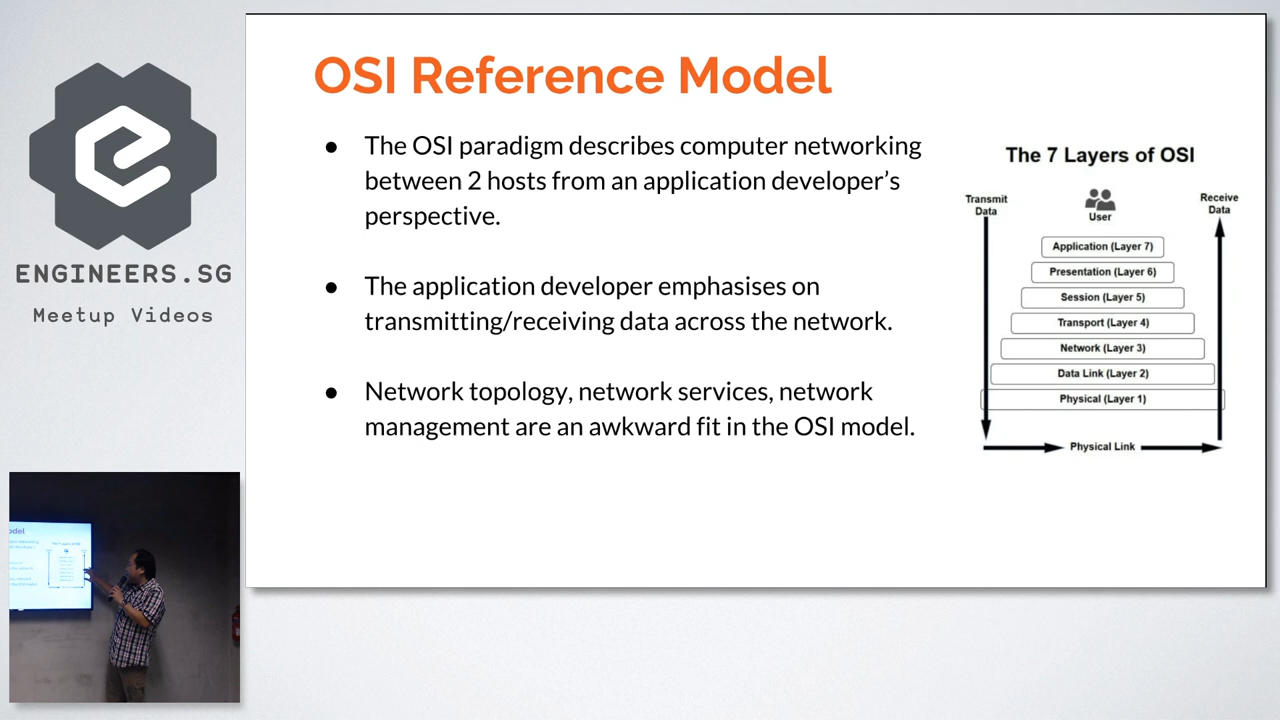 ENGINEERS.SG
Meetup Videos
OSI Reference Model
● The OSI paradigm describes computer networking
between 2 hosts from an application developer’s
perspective.
● The application developer emphasises on
transmitting/receiving data across the network.
● Network topology, network services, network
management are an awkward fit in the OSI model.
The 7 Layers of OSI
Transmit
Data
User
Receive
Data
Application (Layer 7)
Presentation (Layer 6)
Session (Layer 5)
Transport (Layer 4)
Network (Layer 3)
Data Link (Layer 2)
Physical (Layer 1)
Physical Link